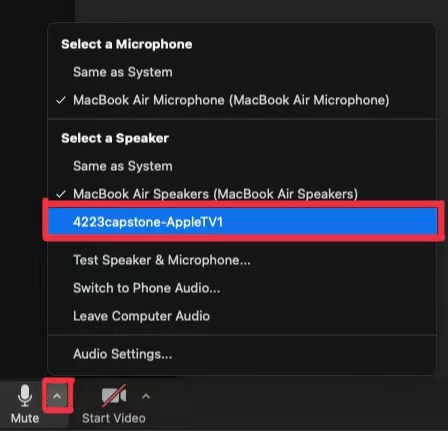 Select a Microphone
Same as System
MacBook Air Microphone (MacBook Air Microphone)
Select a Speaker
Same as System
MacBook Air Speakers (MacBook Air Speakers)
4223capstone-AppleTV1
Test Speaker & Microphone...
Switch to Phone Audio...
Leave Computer Audio
Audio Settings...
Mute
Start Video